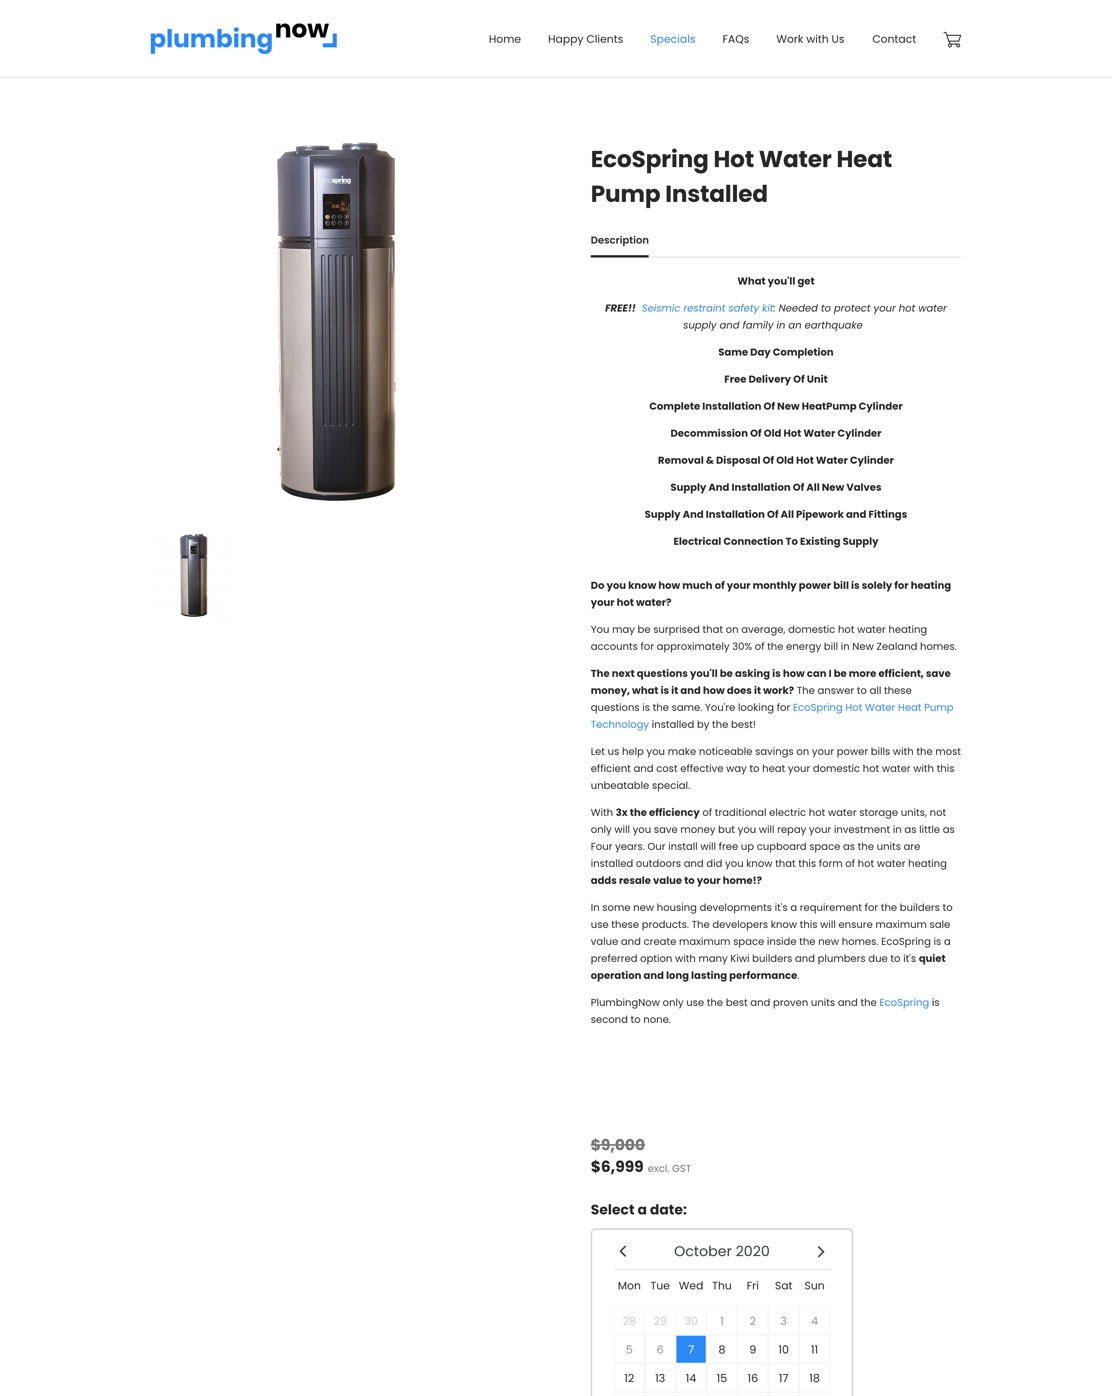 plumbing now
Home Happy Clients Specials FAQs Work with Us Contact
ecospring
EcoSpring Hot Water Heat
Pump Installed
Description
What you'll get
FREE!! Seismic restraint safety kit: Needed to protect your hot water
supply and family in an earthquake
Same Day Completion
Free Delivery Of Unit
Complete Installation Of New HeatPump Cylinder
Decommission Of Old Hot Water Cylinder
Removal & Disposal Of Old Hot Water Cylinder
Supply And Installation Of All New Valves
Supply And Installation Of All Pipework and Fittings
Electrical Connection To Existing Supply
Do you know how much of your monthly power bill is solely for heating
your hot water?
You may be surprised that on average, domestic hot water heating
accounts for approximately 30% of the energy bill in New Zealand homes.
The next questions you'll be asking is how can I be more efficient, save
money, what is it and how does it work? The answer to all these
questions is the same. You're looking for EcoSpring Hot Water Heat Pump
Technology installed by the best!
Let us help you make noticeable savings on your power bills with the most
efficient and cost effective way to heat your domestic hot water with this
unbeatable special.
With 3x the efficiency of traditional electric hot water storage units, not
only will you save money but you will repay your investment in as little as
Four years. Our install will free up cupboard space as the units are
installed outdoors and did you know that this form of hot water heating
adds resale value to your home!?
In some new housing developments it's a requirement for the builders to
use these products. The developers know this will ensure maximum sale
value and create maximum space inside the new homes. EcoSpring is a
preferred option with many Kiwi builders and plumbers due to it's quiet
operation and long lasting performance.
PlumbingNow only use the best and proven units and the EcoSpring is
second to none.
$9,000
$6,999 excl. GST
Select a date:
October 2020
Mon Tue Wed Thu Fri Sat Sun
28 29 30 1 2 3 4
5 6 7 8 9 10 11
12 13 14 15 16 17 18